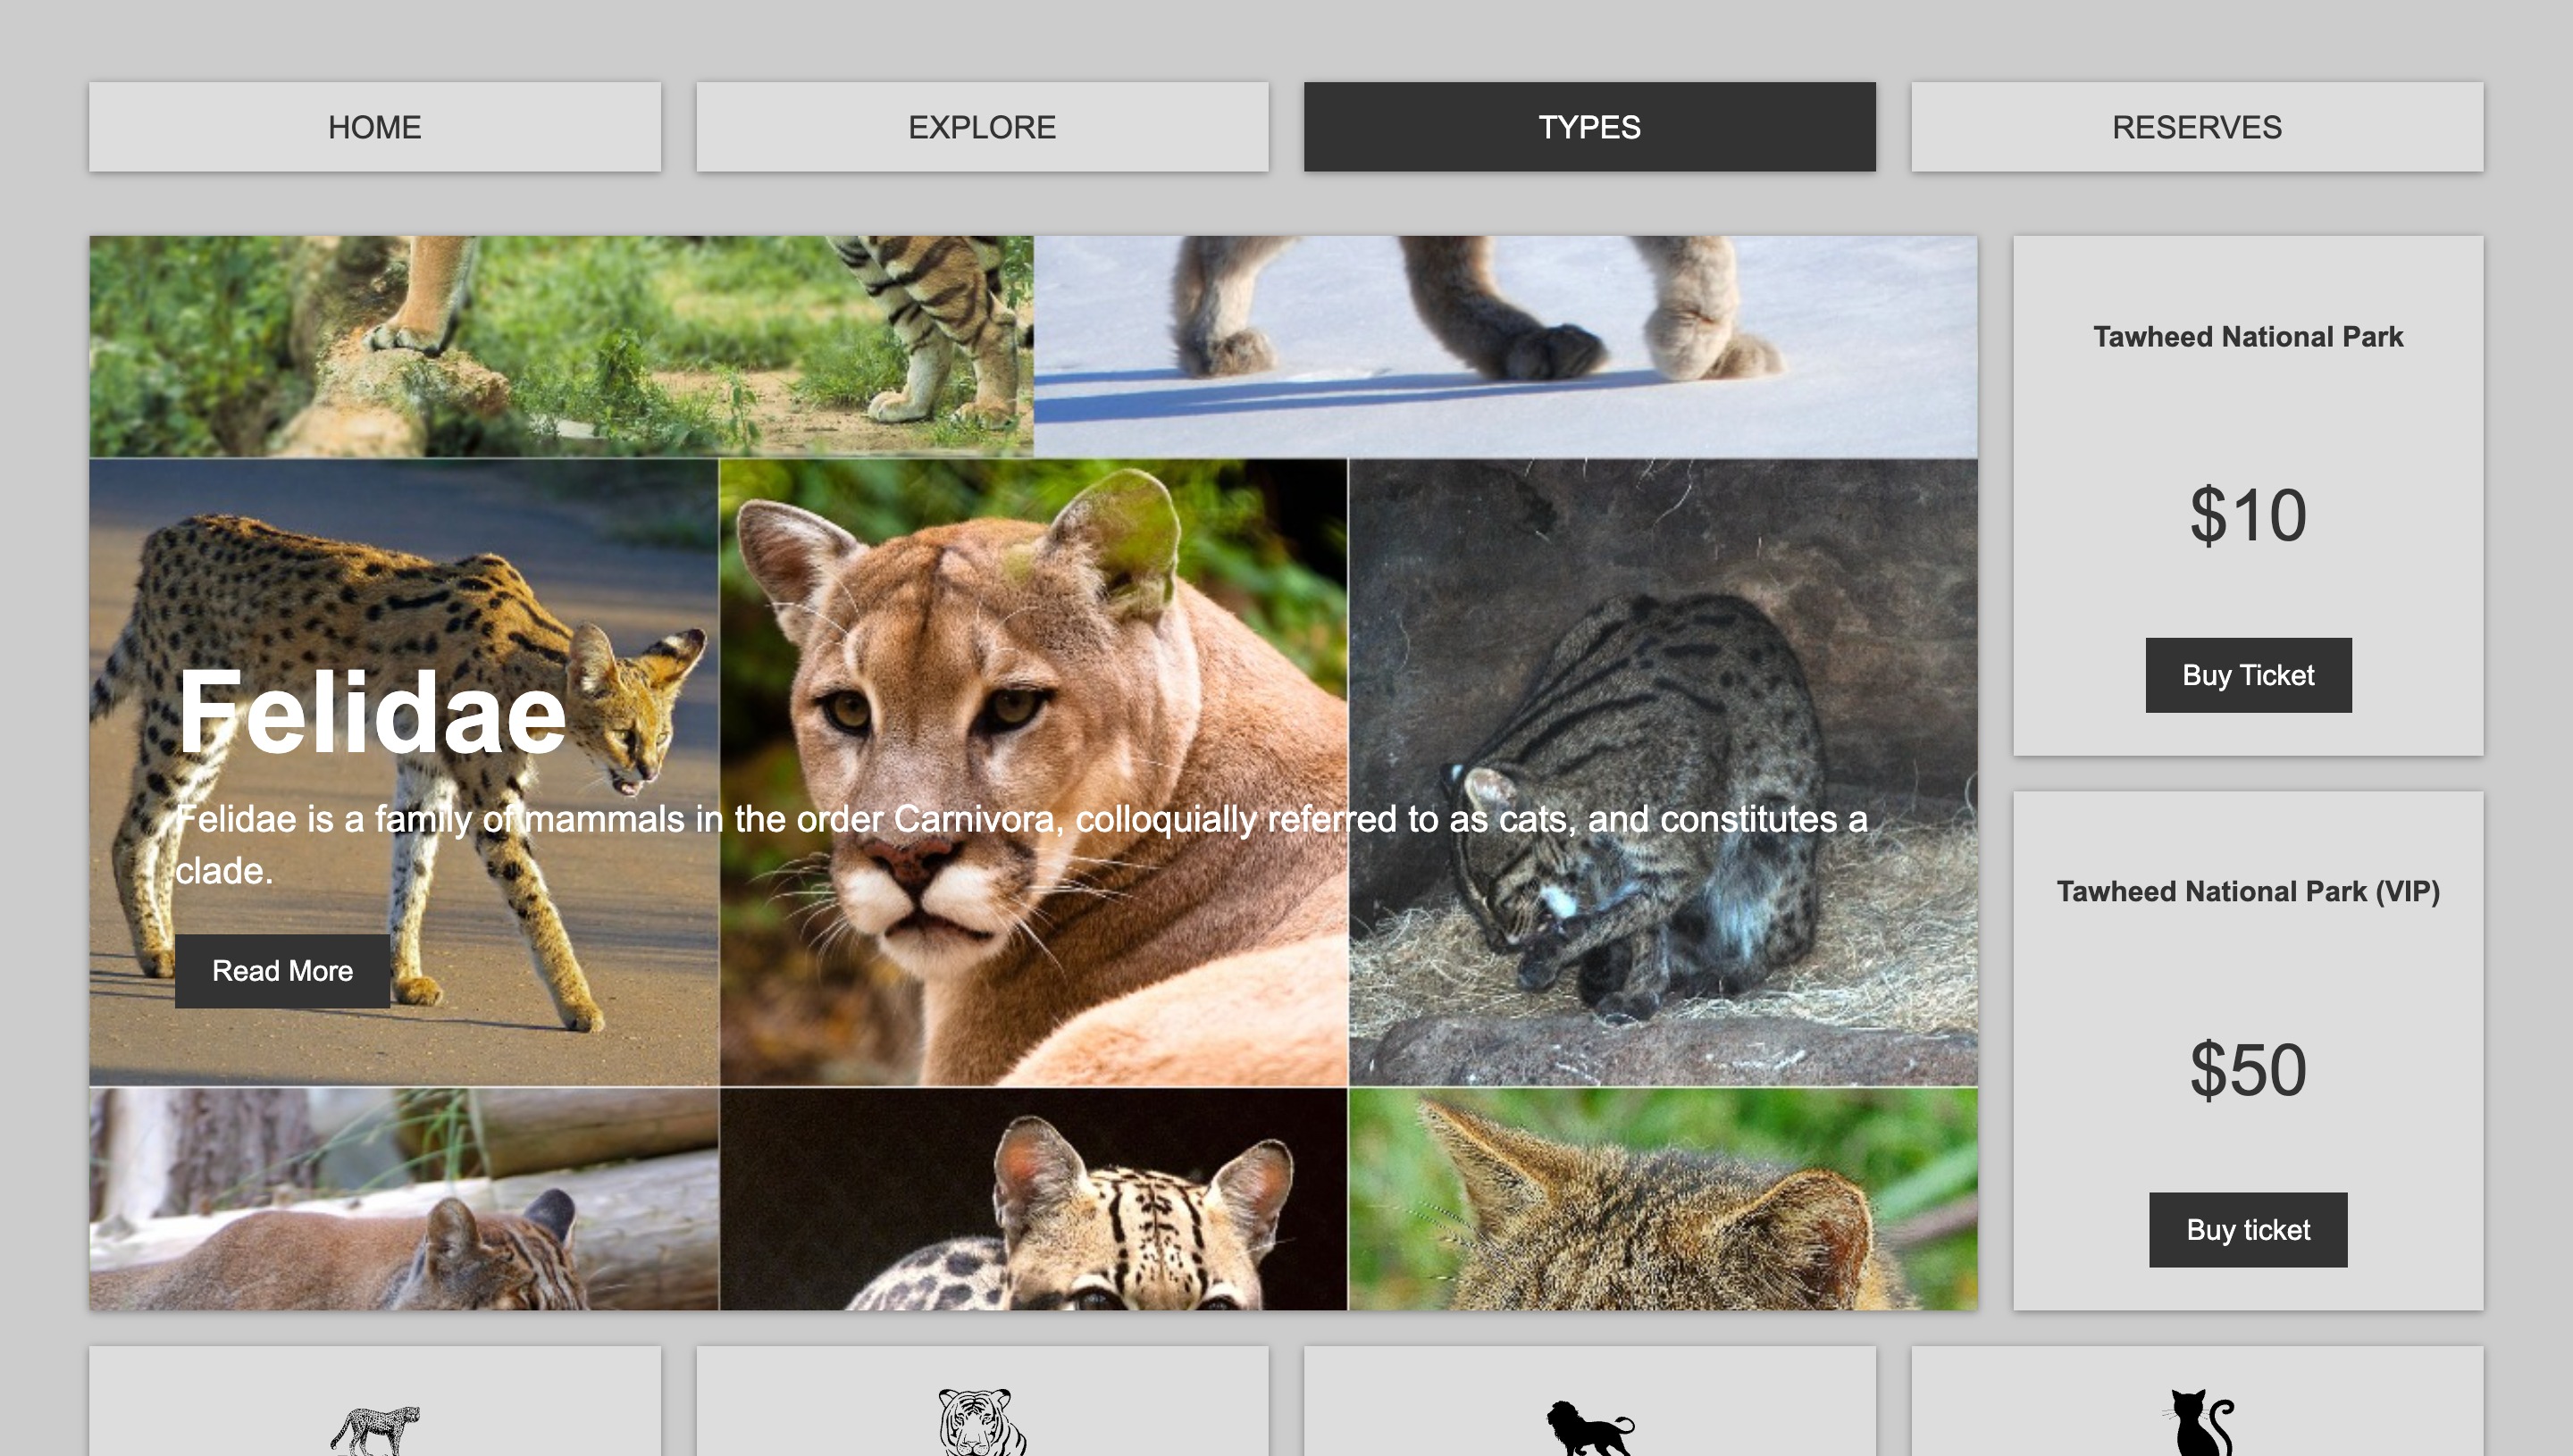 HOME
EXPLORE
TYPES
RESERVES
Felidae
Felidae is a family of mammals in the order Carnivora, colloquially referred to as cats, and constitutes a
clade.
Read More
Tawheed National Park
$10
Buy Ticket
Tawheed National Park (VIP)
$50
Buy ticket